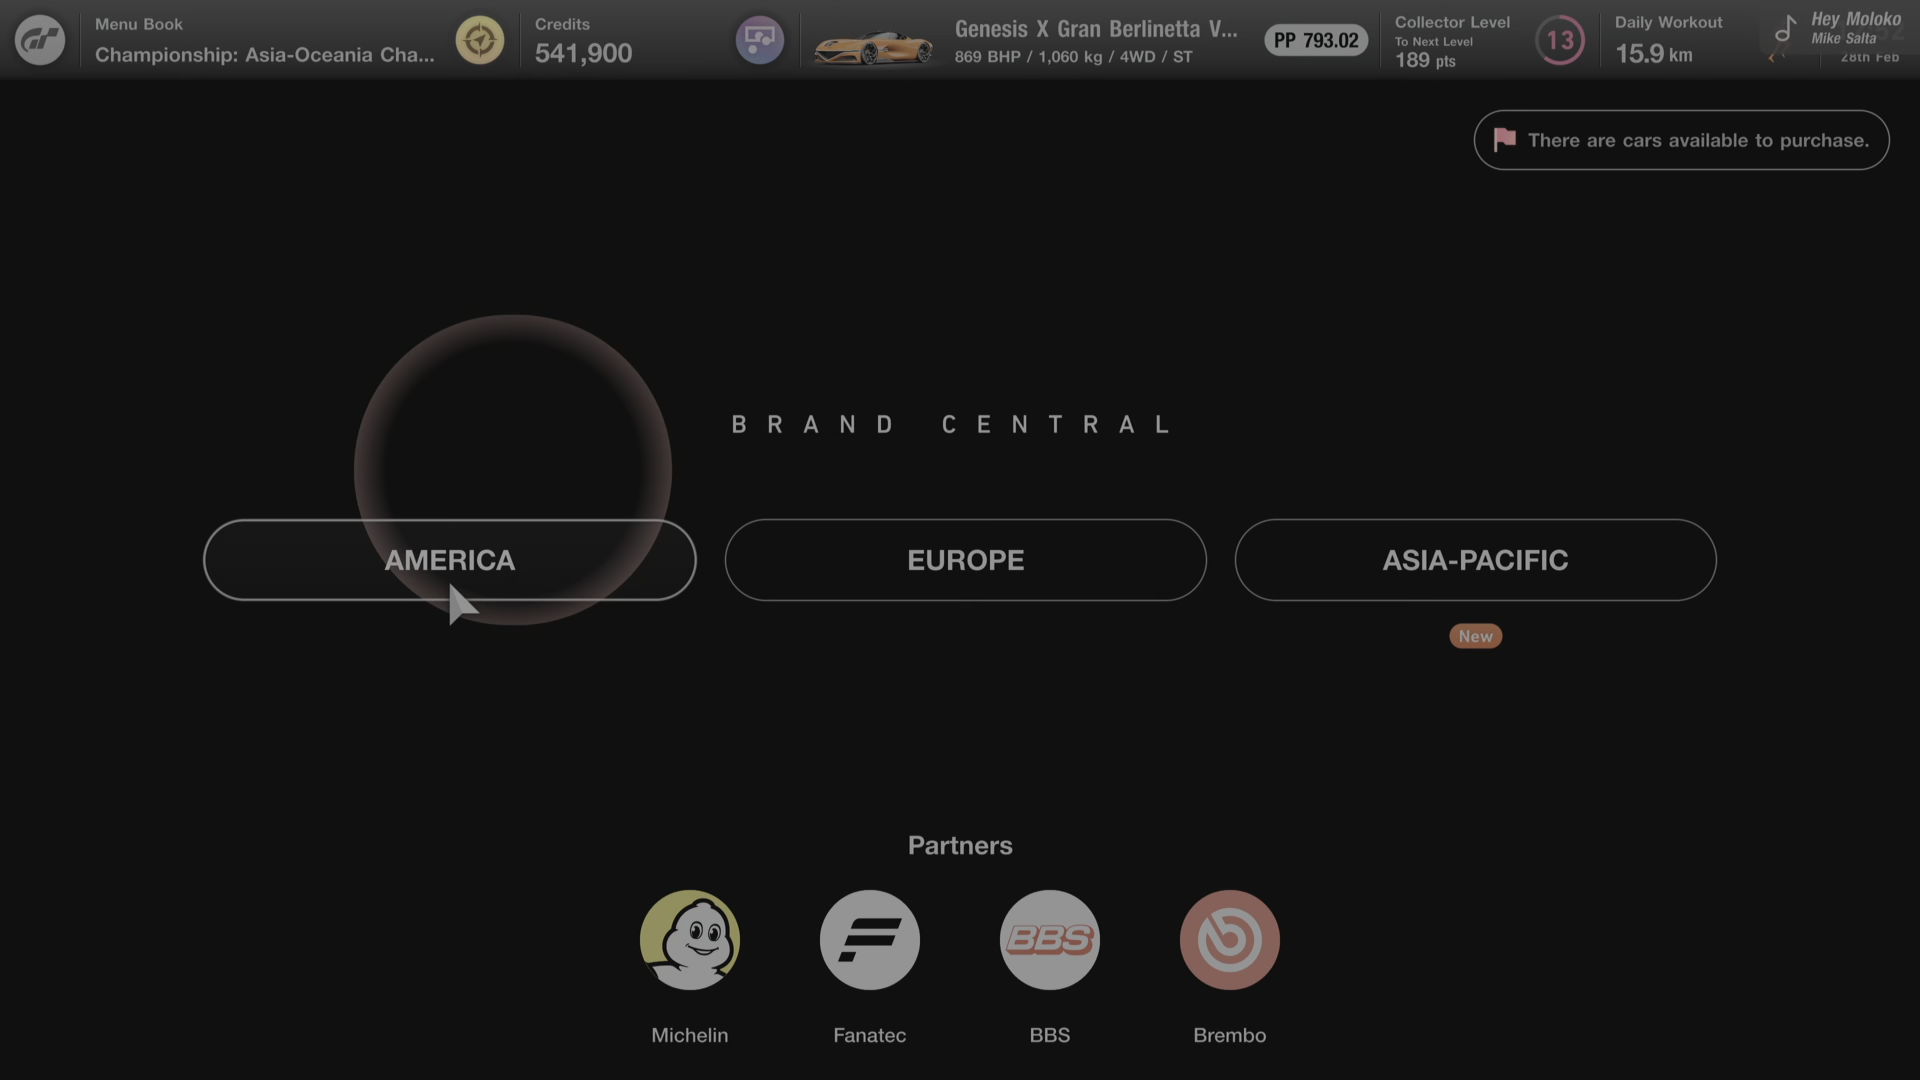 Menu Book
Championship: Asia-Oceania Cha...
Credits
541,900
Genesis X Gran Berlinetta V...
869 BHP / 1,060 kg / 4WD / ST
PP 793.02
Collector Level
To Next Level
189 pts
13
Daily Workout
15.9 km
Hey Moloko
Mike Salta
28th Feb
There are cars available to purchase.
BRAND CENTRAL
AMERICA
EUROPE
ASIA-PACIFIC
New
Partners
BBS
Michelin
Fanatec
BBS
Brembo